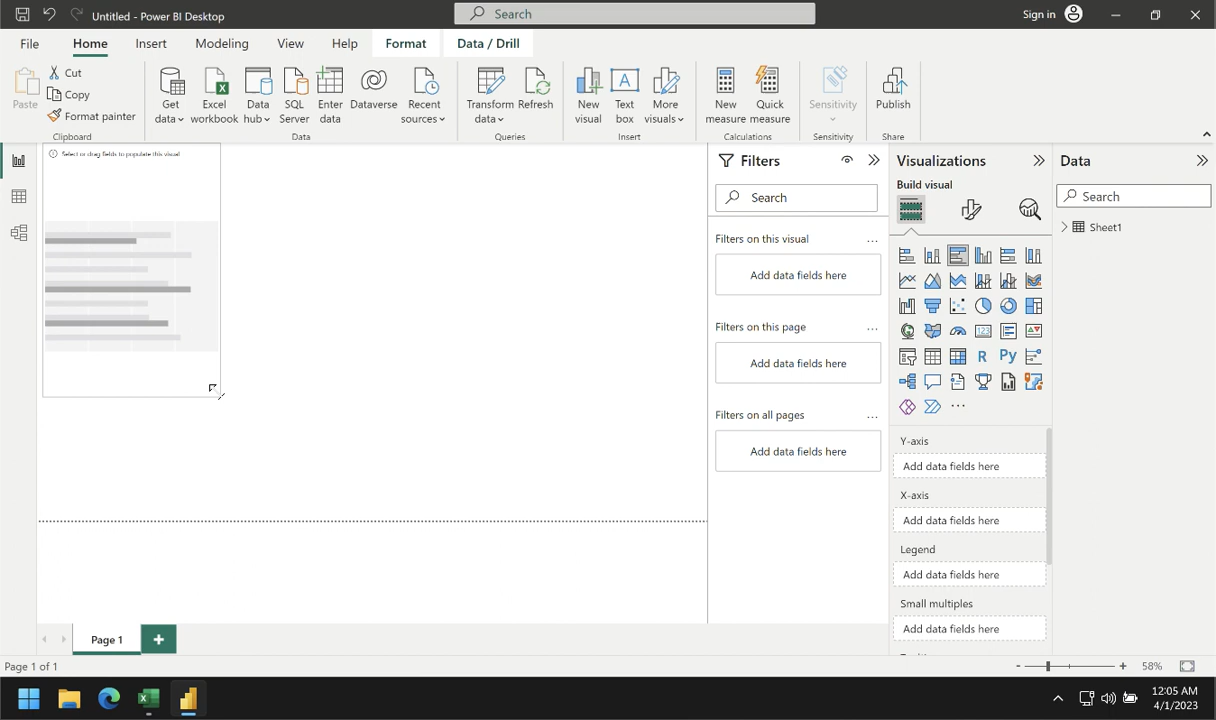 Untitled - Power BI Desktop
Search
Sign in
File
Home
Insert
Modeling
View
Help
Format
Data / Drill
Paste
Cut
Copy
Format painter
Clipboard
Get data
Excel workbook
Data hub
SQL Server
Enter data
Dataverse
Recent sources
Data
Transform data
Refresh
Queries
New visual
Text box
More visuals
Insert
New measure
Quick measure
Calculations
Sensitivity
Sensitivity
Publish
Share
Select or drag fields to populate this visual
Filters
Search
Filters on this visual
...
Add data fields here
Filters on this page
...
Add data fields here
Filters on all pages
...
Add data fields here
Visualizations
Build visual
123
R
Py
...
Y-axis
Add data fields here
X-axis
Add data fields here
Legend
Add data fields here
Small multiples
Add data fields here
Data
Search
Sheet1
Page 1
Page 1 of 1
- + 58%
12:05 AM
4/1/2023